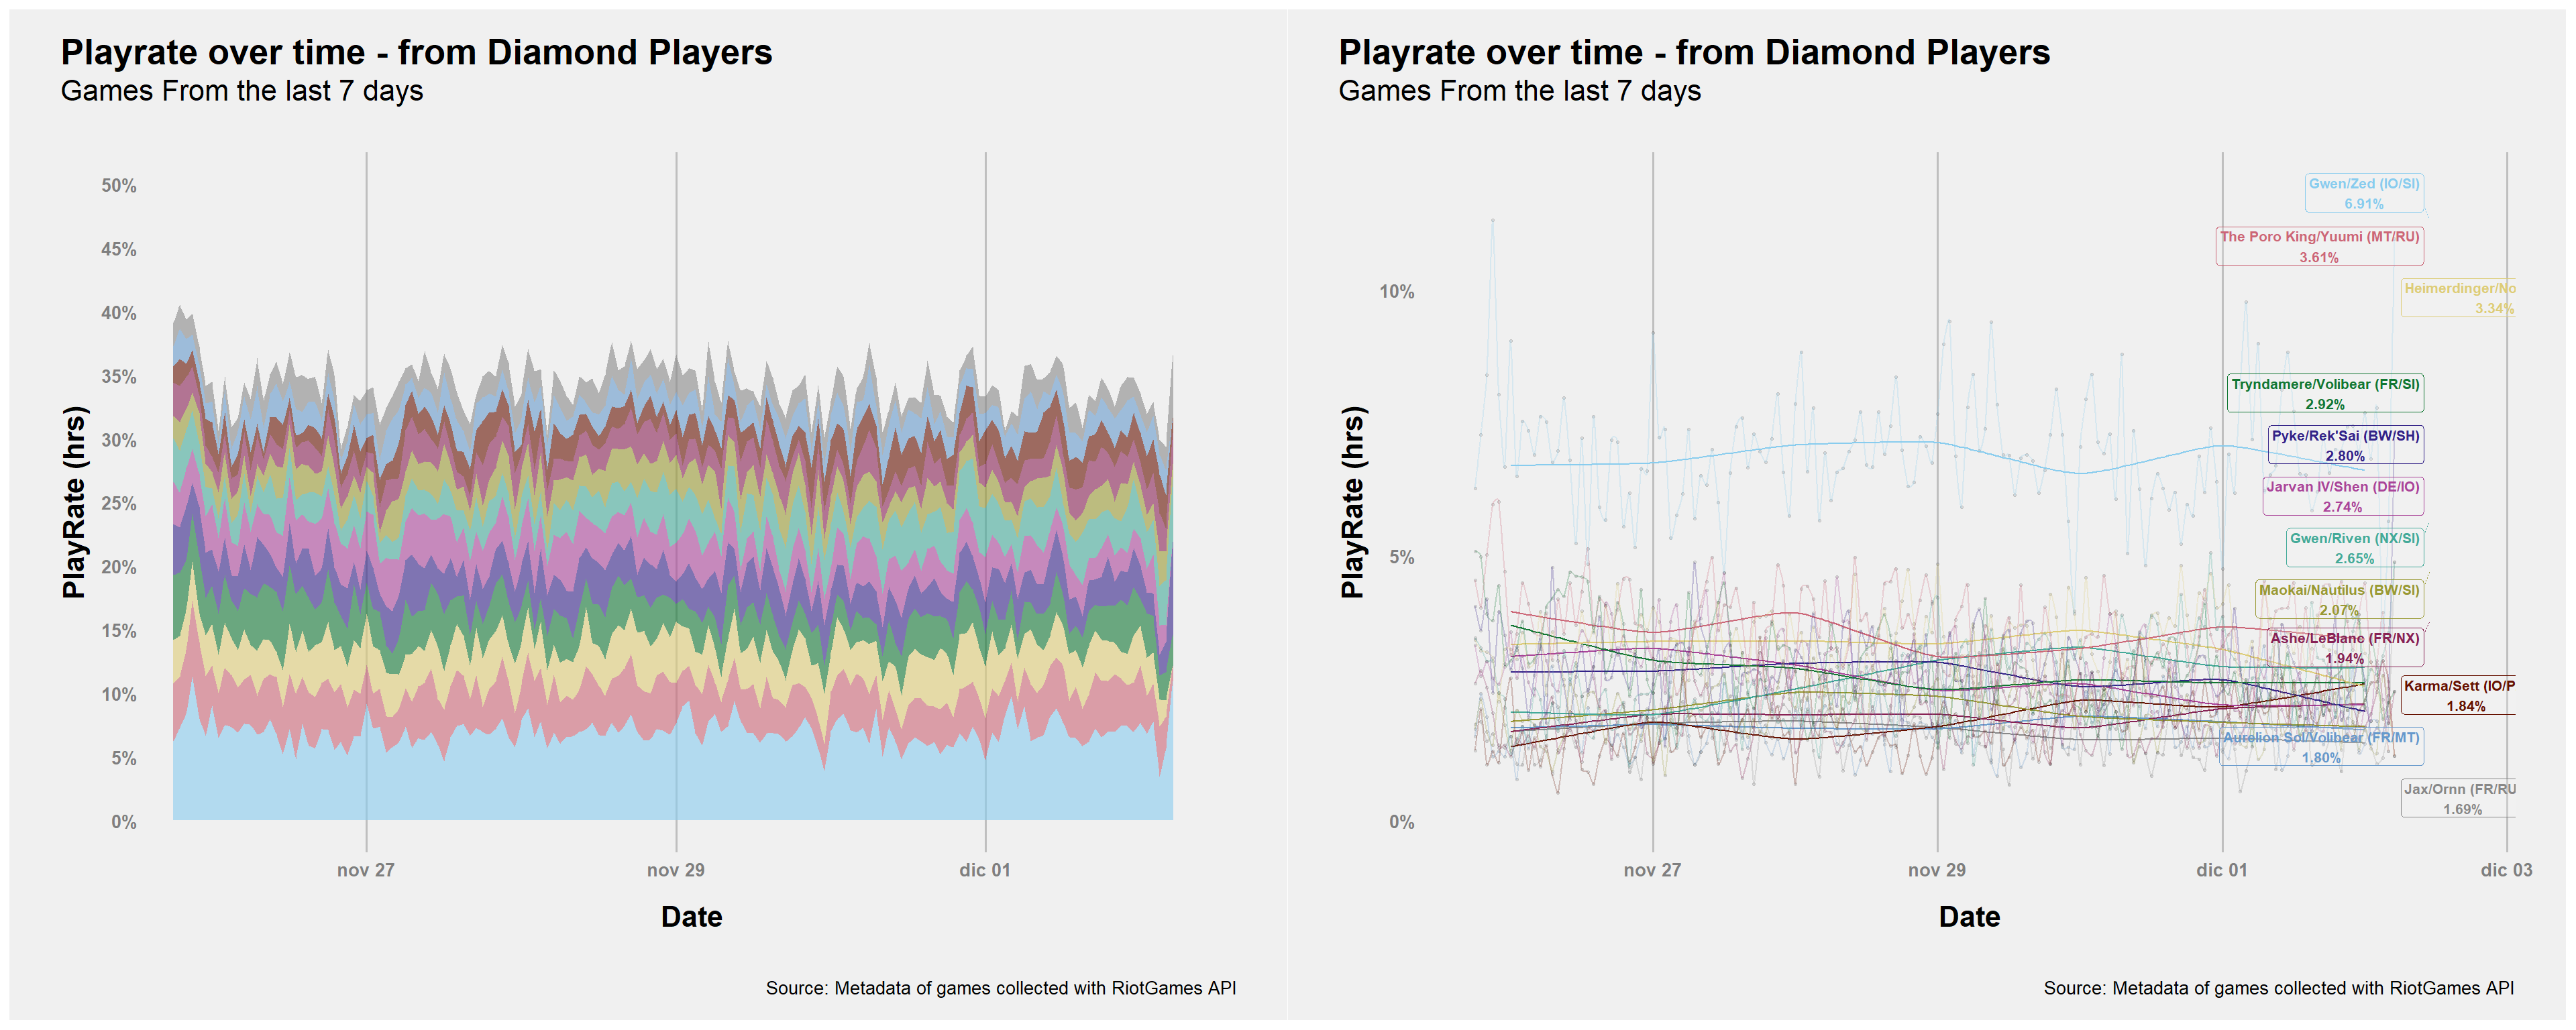 Playrate over time - from Diamond Players
Games From the last 7 days
50%
45%
40%
35%
30%
25%
20%
15%
10%
5%
0%
PlayRate (hrs)
nov 27
nov 29
dic 01
Date
Source: Metadata of games collected with RiotGames API
Playrate over time - from Diamond Players
Games From the last 7 days
10%
5%
0%
PlayRate (hrs)
Gwen/Zed (IO/SI)
6.91%
The Poro King/Yuumi (MT/RU)
3.61%
Heimerdinger/No
3.34%
Tryndamere/Volibear (FR/SI)
2.92%
Pyke/Rek'Sai (BW/SH)
2.80%
Jarvan IV/Shen (DE/IO)
2.74%
Gwen/Riven (NX/SI)
2.65%
Maokai/Nautilus (BW/SI)
2.07%
Ashe/LeBlanc (FR/NX)
1.94%
Karma/Sett (IO/P
1.84%
Aurelion Sol/Volibear (FR/MT)
1.80%
Jax/Ornn (FR/RU
1.69%
nov 27
nov 29
dic 01
dic 03
Date
Source: Metadata of games collected with RiotGames API